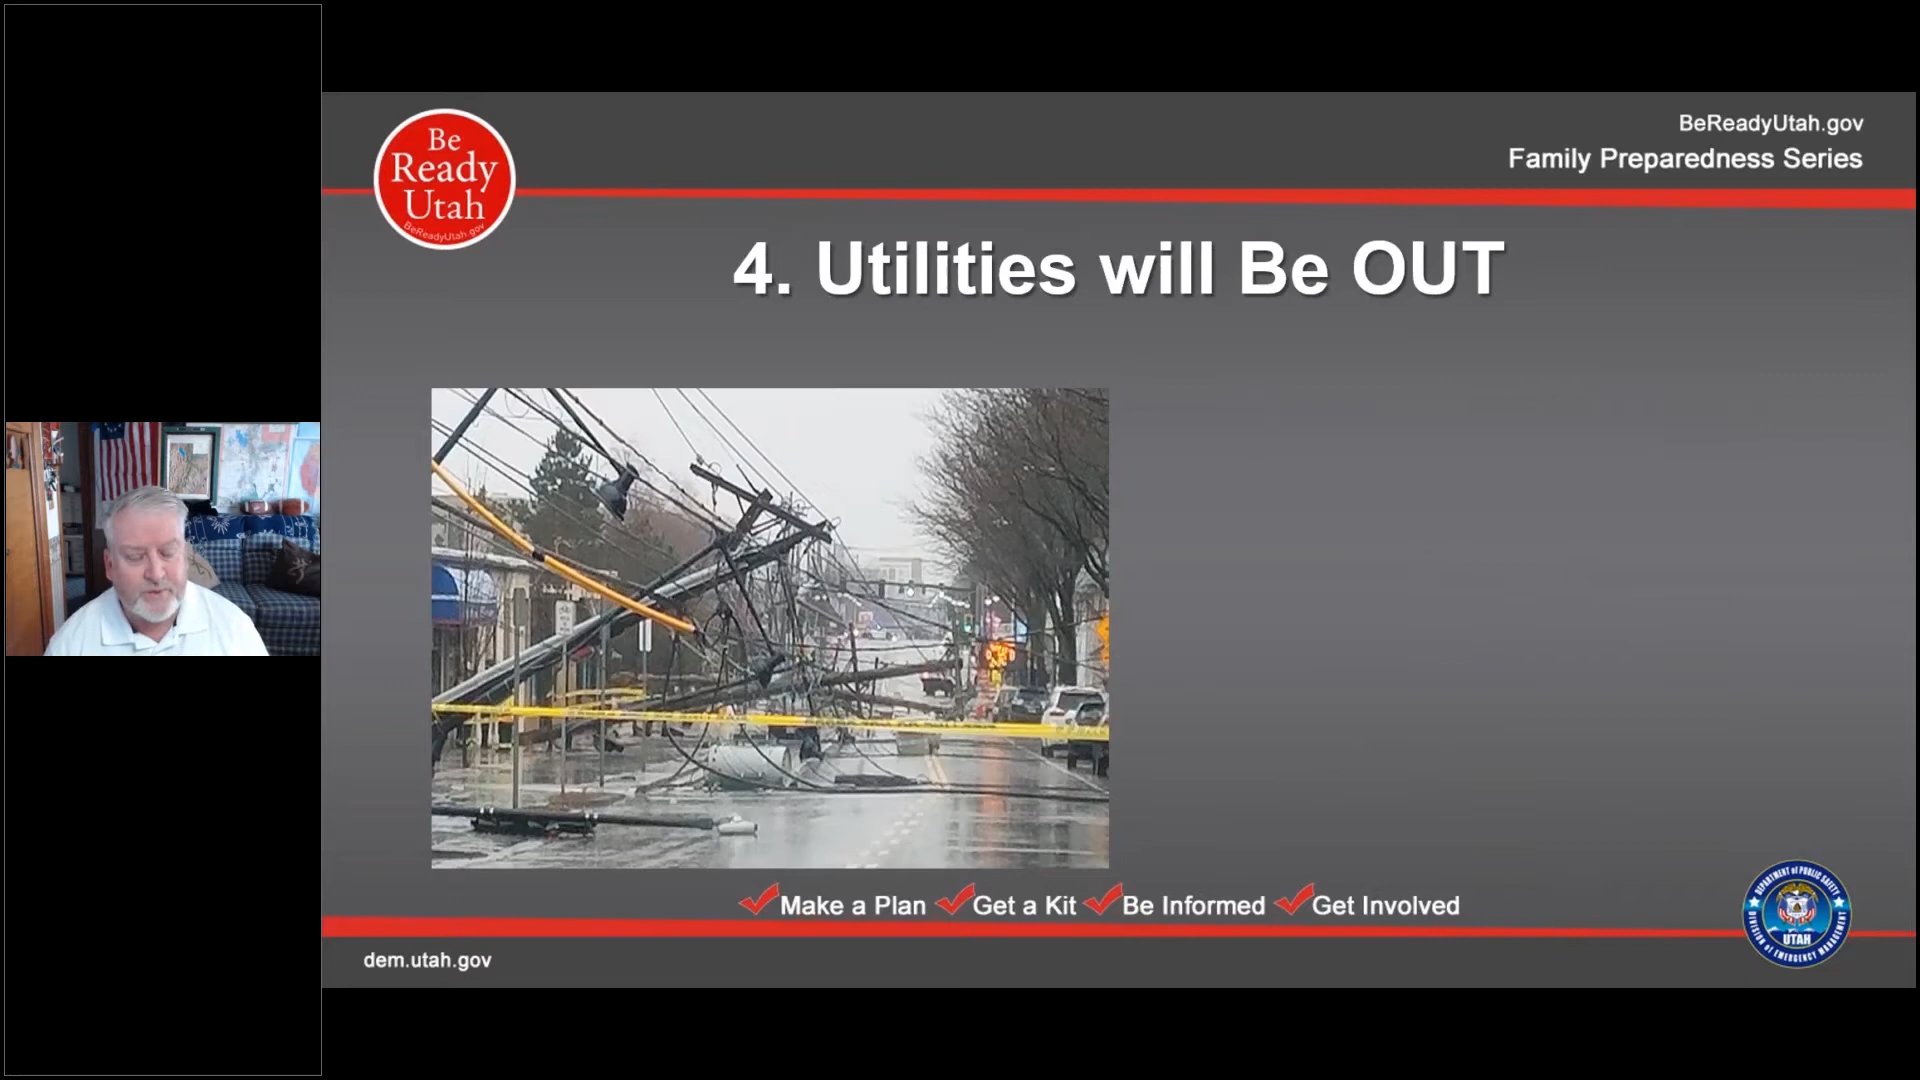 Be
Ready
Utah
BeReadyUtah.gov
BeReadyUtah.gov
Family Preparedness Series
4. Utilities will Be OUT
Make a Plan Get a Kit Be Informed Get Involved
dem.utah.gov
DEPARTMENT of PUBLIC SAFETY
UTAH
DIVISION of EMERGENCY MANAGEMENT